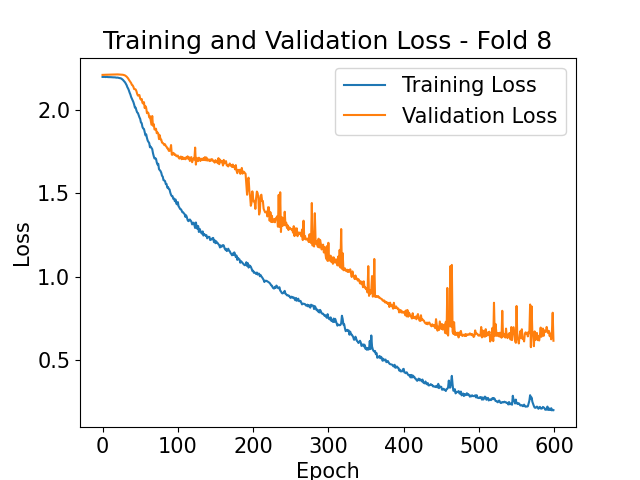 Training and Validation Loss - Fold 8
Training Loss
Validation Loss
Loss
2.0
1.5
1.0
0.5
0 100 200 300 400 500 600
Epoch